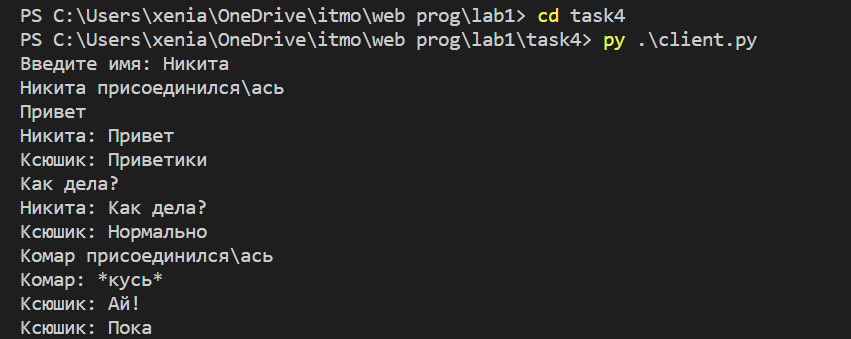 PS C:\Users\xenia\OneDrive\itmo\web prog\lab1> cd task4
PS C:\Users\xenia\OneDrive\itmo\web prog\lab1\task4> py .\client.py
Введите имя: Никита
Никита присоединился\ась
Привет
Никита: Привет
Ксюшик: Приветики
Как дела?
Никита: Как дела?
Ксюшик: Нормально
Комар присоединился\ась
Комар: *кусь*
Ксюшик: Ай!
Ксюшик: Пока